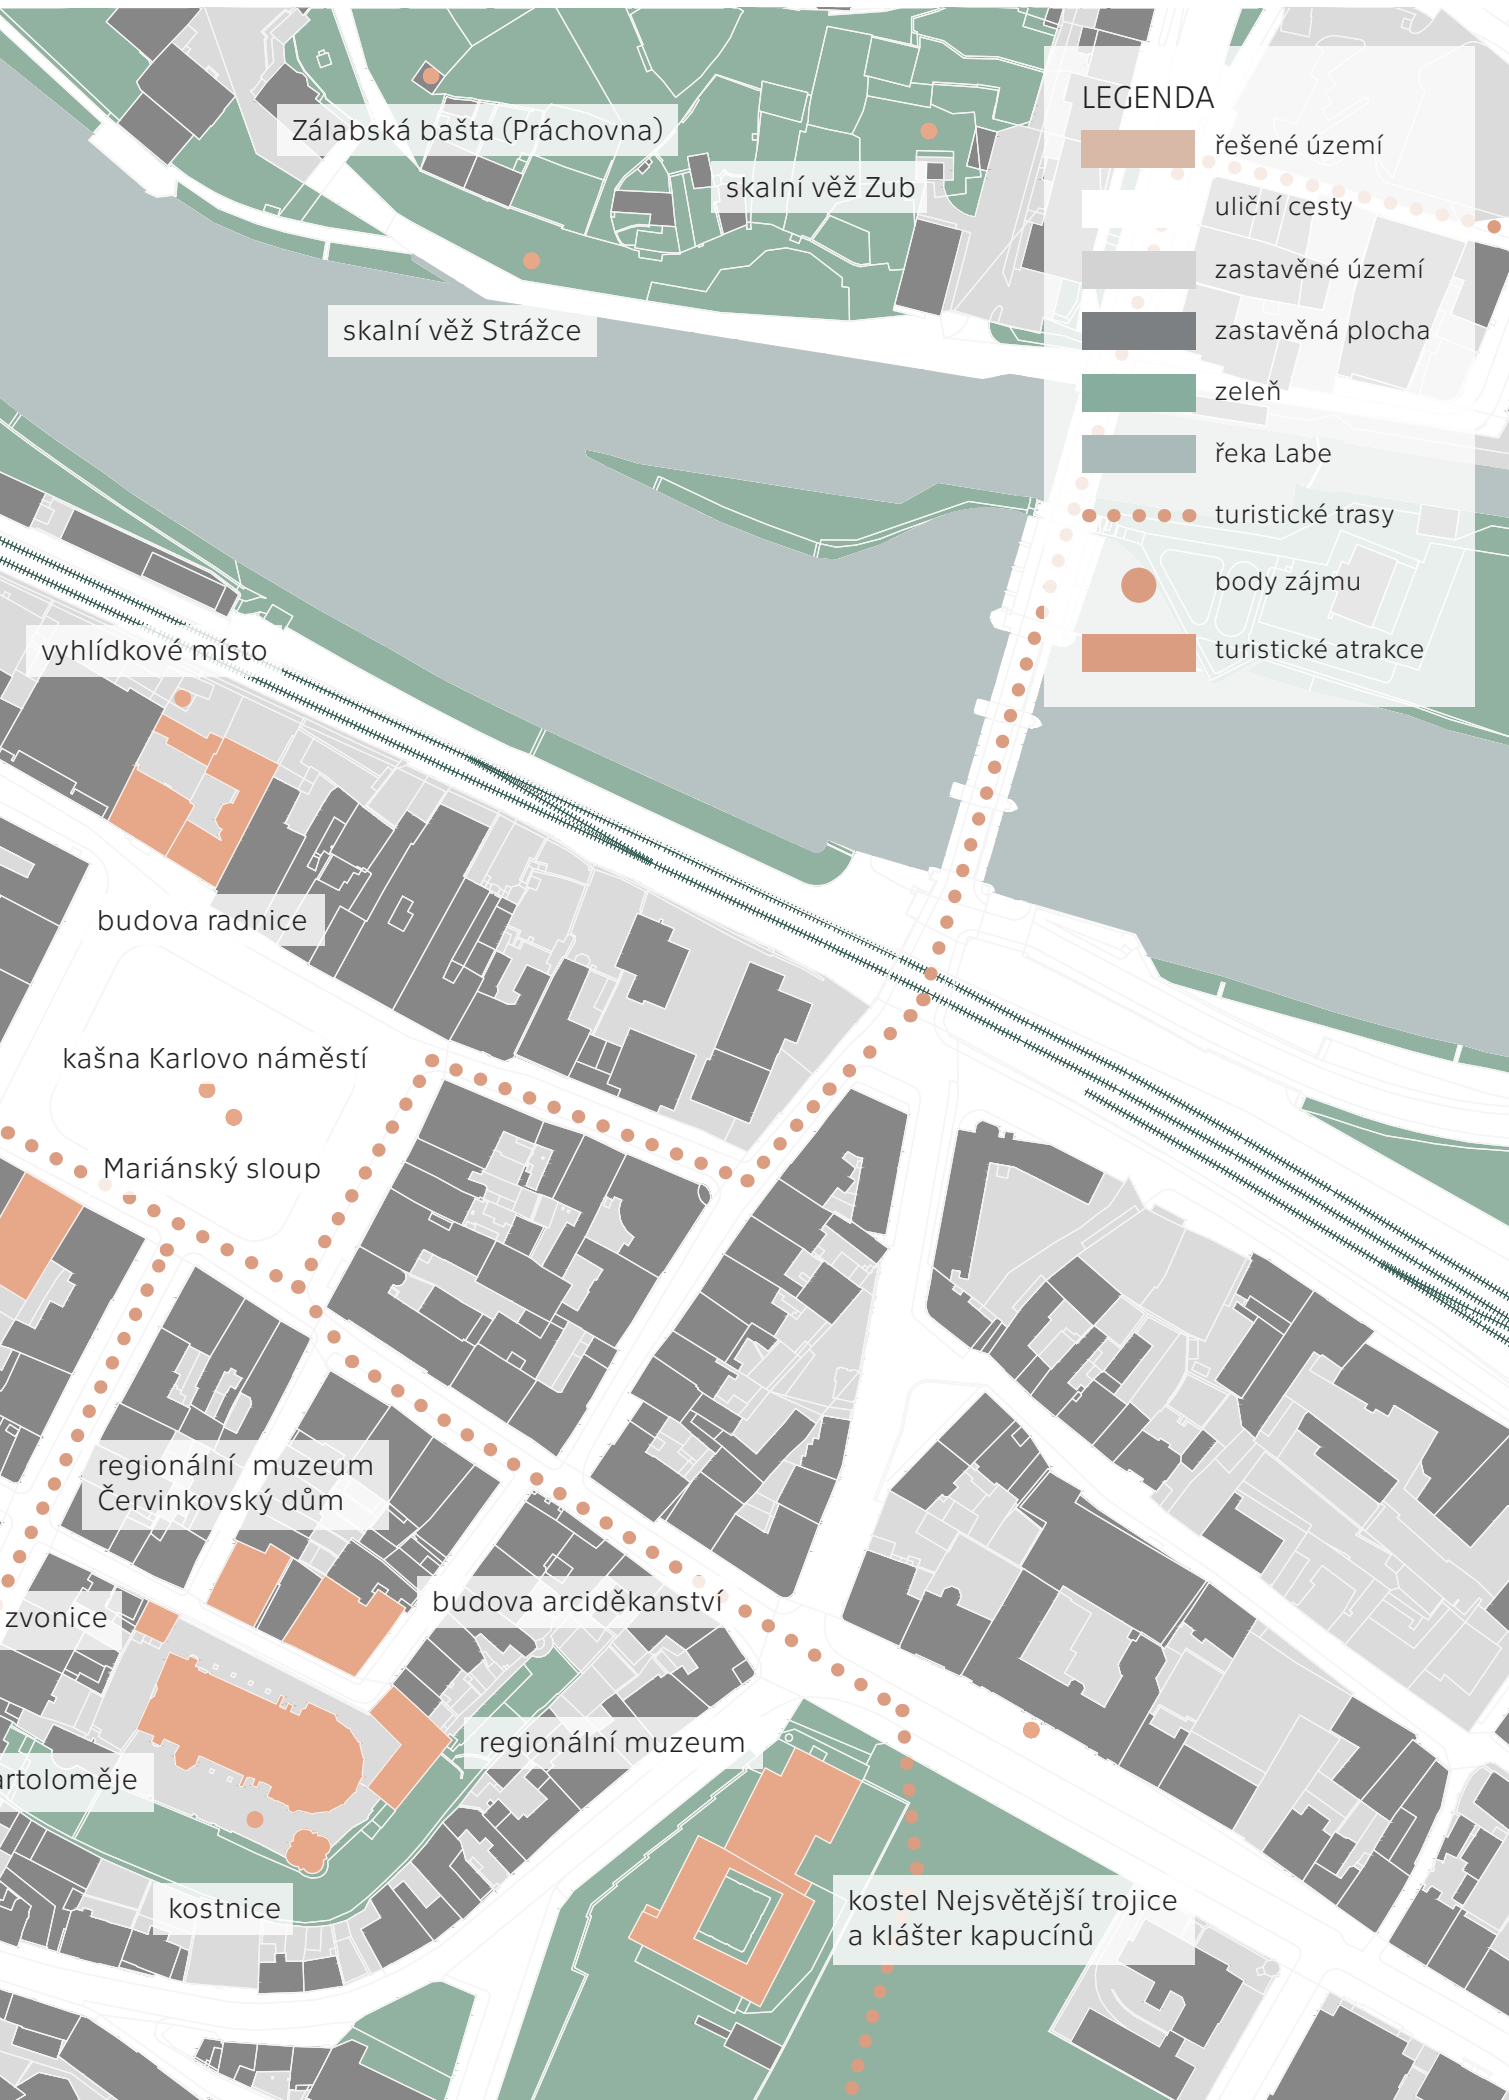 LEGENDA
řešené území
uliční cesty
zastavěné území
zastavěná plocha
zeleň
řeka Labe
turistické trasy
body zájmu
turistické atrakce
Zálabská bašta (Práchovna)
skalní věž Zub
skalní věž Strážce
vyhlídkové místo
budova radnice
kašna Karlovo náměstí
Mariánský sloup
regionální muzeum
Červinkovský dům
budova arciděkanství
zvonice
regionální muzeum
artoloměje
kostnice
kostel Nejsvětější trojice
a klášter kapucínů